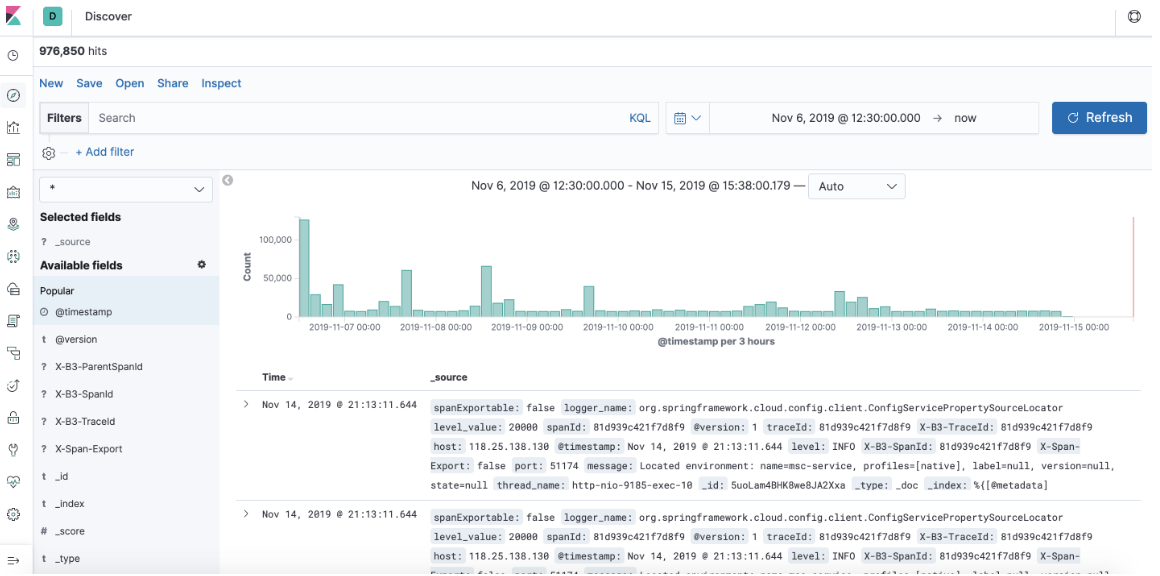 D Discover
976,850 hits
New Save Open Share Inspect
Filters Search KQL Nov 6, 2019 @ 12:30:00.000 → now Refresh
+ Add filter
*
Selected fields
? _source
Available fields
Popular
@timestamp
t @version
? X-B3-ParentSpanId
? X-B3-SpanId
? X-B3-TraceId
? X-Span-Export
t _id
t _index
# _score
t _type
Nov 6, 2019 @ 12:30:00.000 - Nov 15, 2019 @ 15:38:00.179 — Auto
Count
100,000
50,000
0
2019-11-07 00:00 2019-11-08 00:00 2019-11-09 00:00 2019-11-10 00:00 2019-11-11 00:00 2019-11-12 00:00 2019-11-13 00:00 2019-11-14 00:00 2019-11-15 00:00
@timestamp per 3 hours
Time _source
Nov 14, 2019 @ 21:13:11.644 spanExportable: false logger_name: org.springframework.cloud.config.client.ConfigServicePropertySourceLocator
level_value: 20000 spanId: 81d939c421f7d8f9 @version: 1 traceId: 81d939c421f7d8f9 X-B3-TraceId: 81d939c421f7d8f9
host: 118.25.138.130 @timestamp: Nov 14, 2019 @ 21:13:11.644 level: INFO X-B3-SpanId: 81d939c421f7d8f9 X-Span-
Export: false port: 51174 message: Located environment: name=msc-service, profiles=[native], label=null, version=null,
state=null thread_name: http-nio-9185-exec-10 _id: 5uoLam4BHK8we8JA2Xxa _type: _doc _index: %{[@metadata]
Nov 14, 2019 @ 21:13:11.644 spanExportable: false logger_name: org.springframework.cloud.config.client.ConfigServicePropertySourceLocator
level_value: 20000 spanId: 81d939c421f7d8f9 @version: 1 traceId: 81d939c421f7d8f9 X-B3-TraceId: 81d939c421f7d8f9
host: 118.25.138.130 @timestamp: Nov 14, 2019 @ 21:13:11.644 level: INFO X-B3-SpanId: 81d939c421f7d8f9 X-Span-